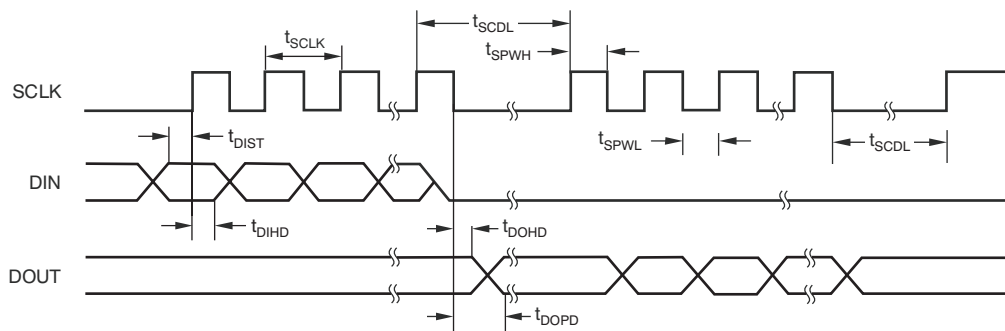 tSCDL
tSCLK
tSPWH
SCLK
tDIST
tSPWL
tSCDL
DIN
tDIHD
tDOHD
DOUT
tDOPD